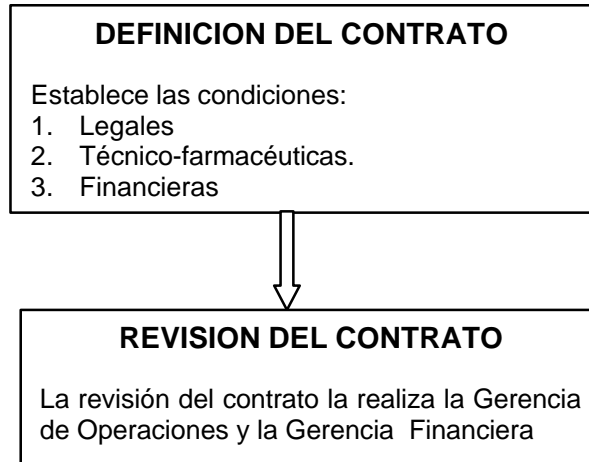 DEFINICION DEL CONTRATO
Establece las condiciones:
1. Legales
2. Técnico-farmacéuticas.
3. Financieras
REVISION DEL CONTRATO
La revisión del contrato la realiza la Gerencia
de Operaciones y la Gerencia Financiera